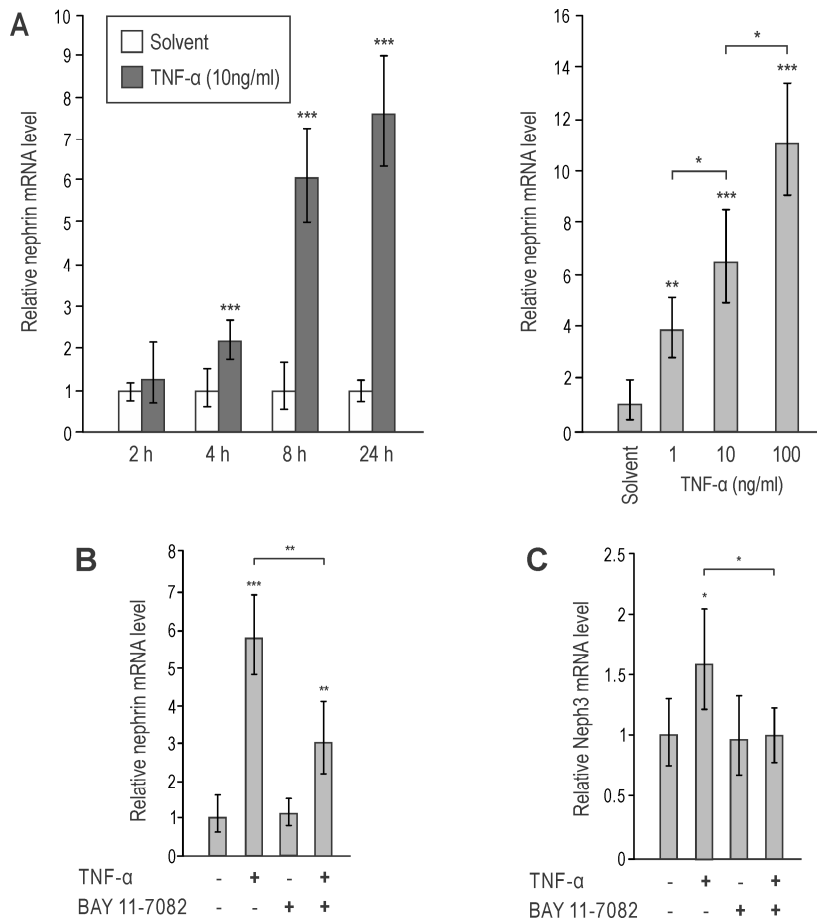 A
Relative nephrin mRNA level
10
9
8
7
6
5
4
3
2
1
0
Solvent
TNF-α (10ng/ml)
***
***
***
2 h
4 h
8 h
24 h
Relative nephrin mRNA level
16
14
12
10
8
6
4
2
0
*
***
*
***
**
Solvent
1
10
100
TNF-α (ng/ml)
B
Relative nephrin mRNA level
8
7
6
5
4
3
2
1
0
**
***
**
TNF-α - + - +
BAY 11-7082 - - + +
C
Relative Neph3 mRNA level
2.5
2
1.5
1
0.5
0
*
*
TNF-α - + - +
BAY 11-7082 - - + +